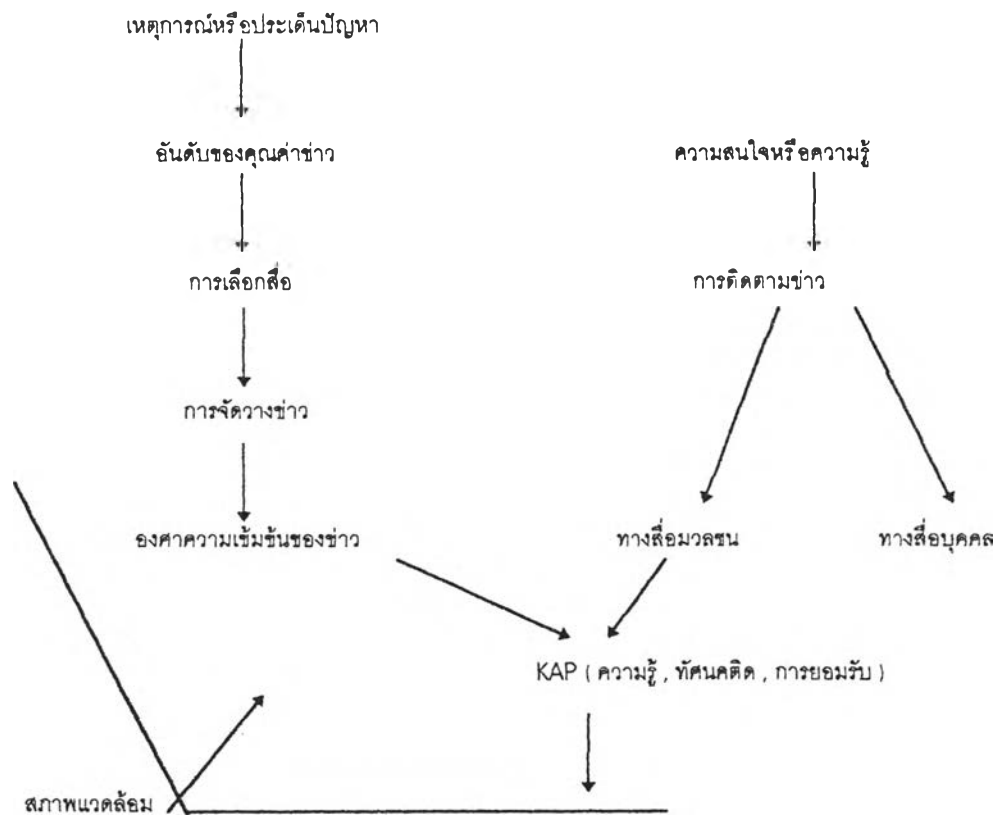 เหตุการณ์หรือประเด็นปัญหา
อันดับของคุณค่าข่าว
ความสนใจหรือความรู้
การเลือกสื่อ
การติดตามข่าว
การจัดวางข่าว
องศาความเข้มข้นของข่าว
ทางสื่อมวลชน
ทางสื่อบุคคล
KAP ( ความรู้ , ทัศนคติด , การยอมรับ )
สภาพแวดล้อม